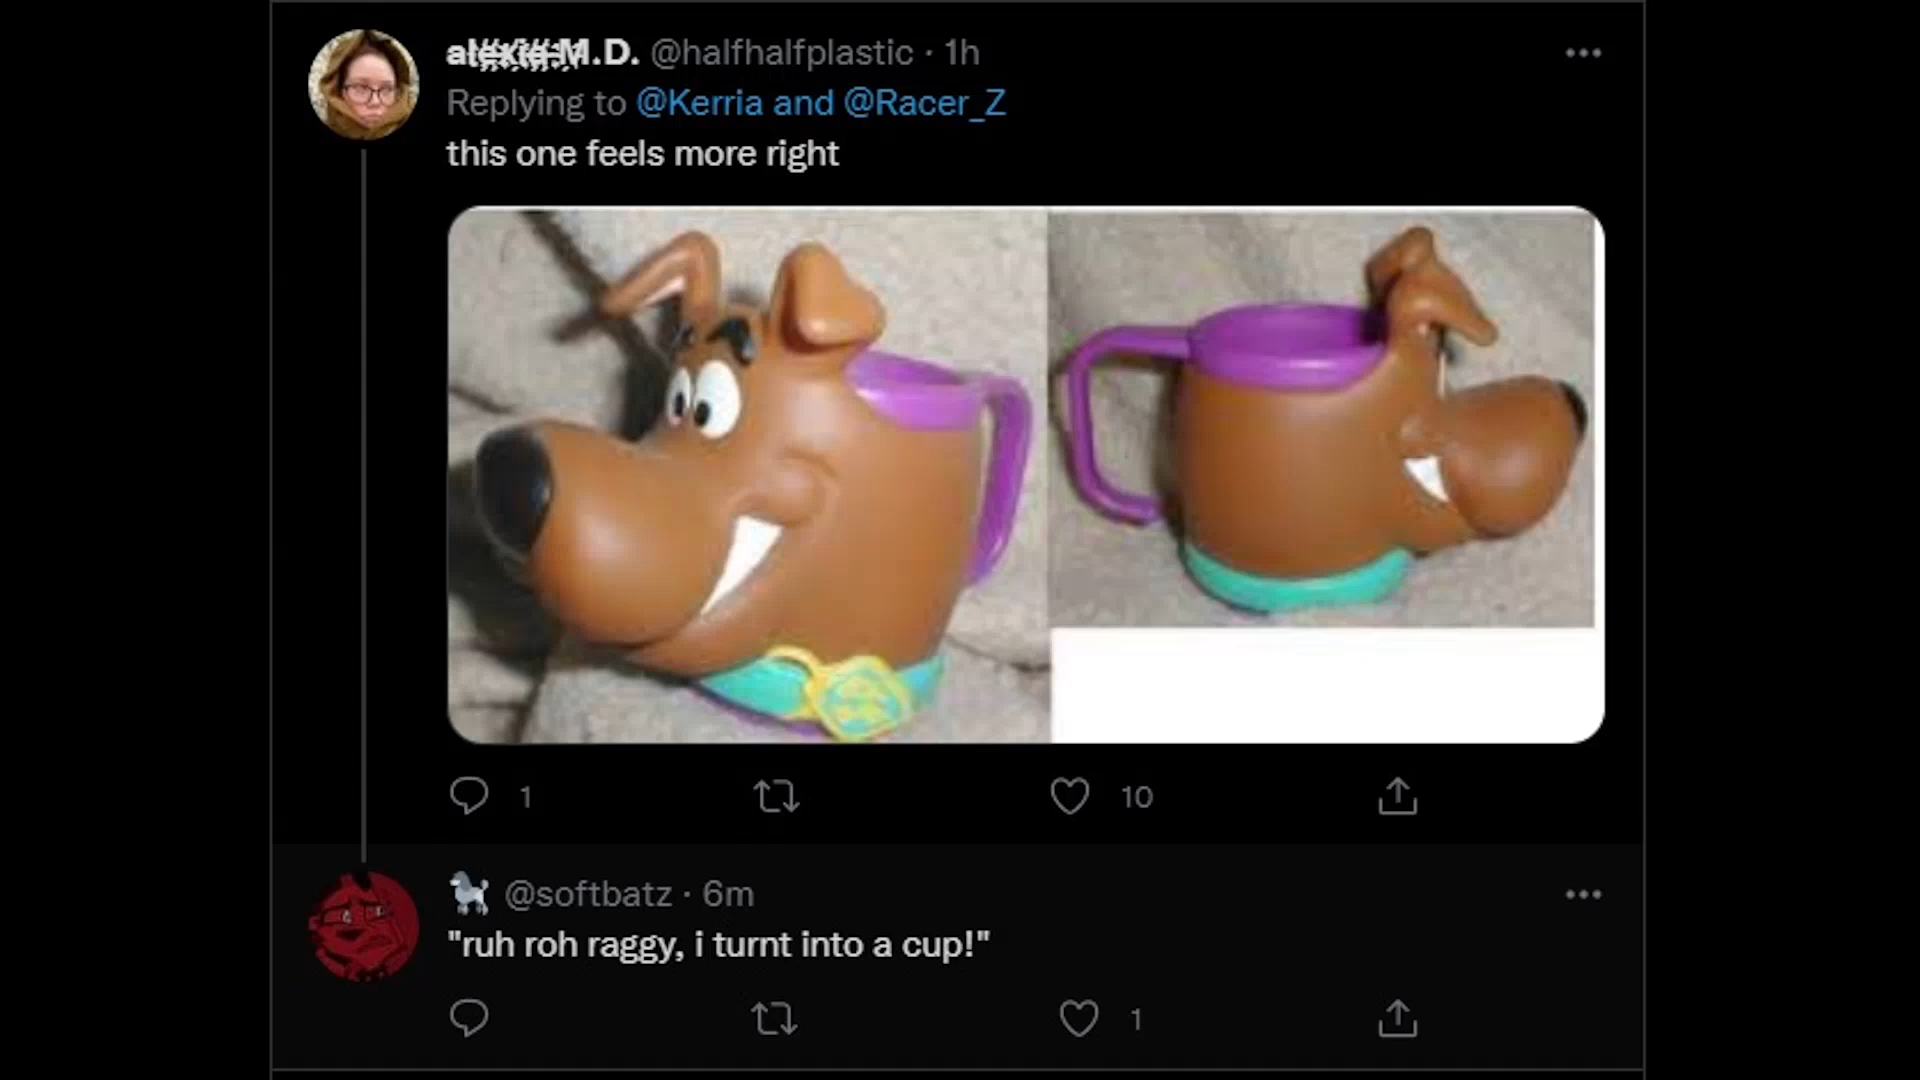 alexia M.D. @halfhalfplastic · 1h
Replying to @Kerria and @Racer_Z
this one feels more right
1
10
@softbatz · 6m
"ruh roh raggy, i turnt into a cup!"
1